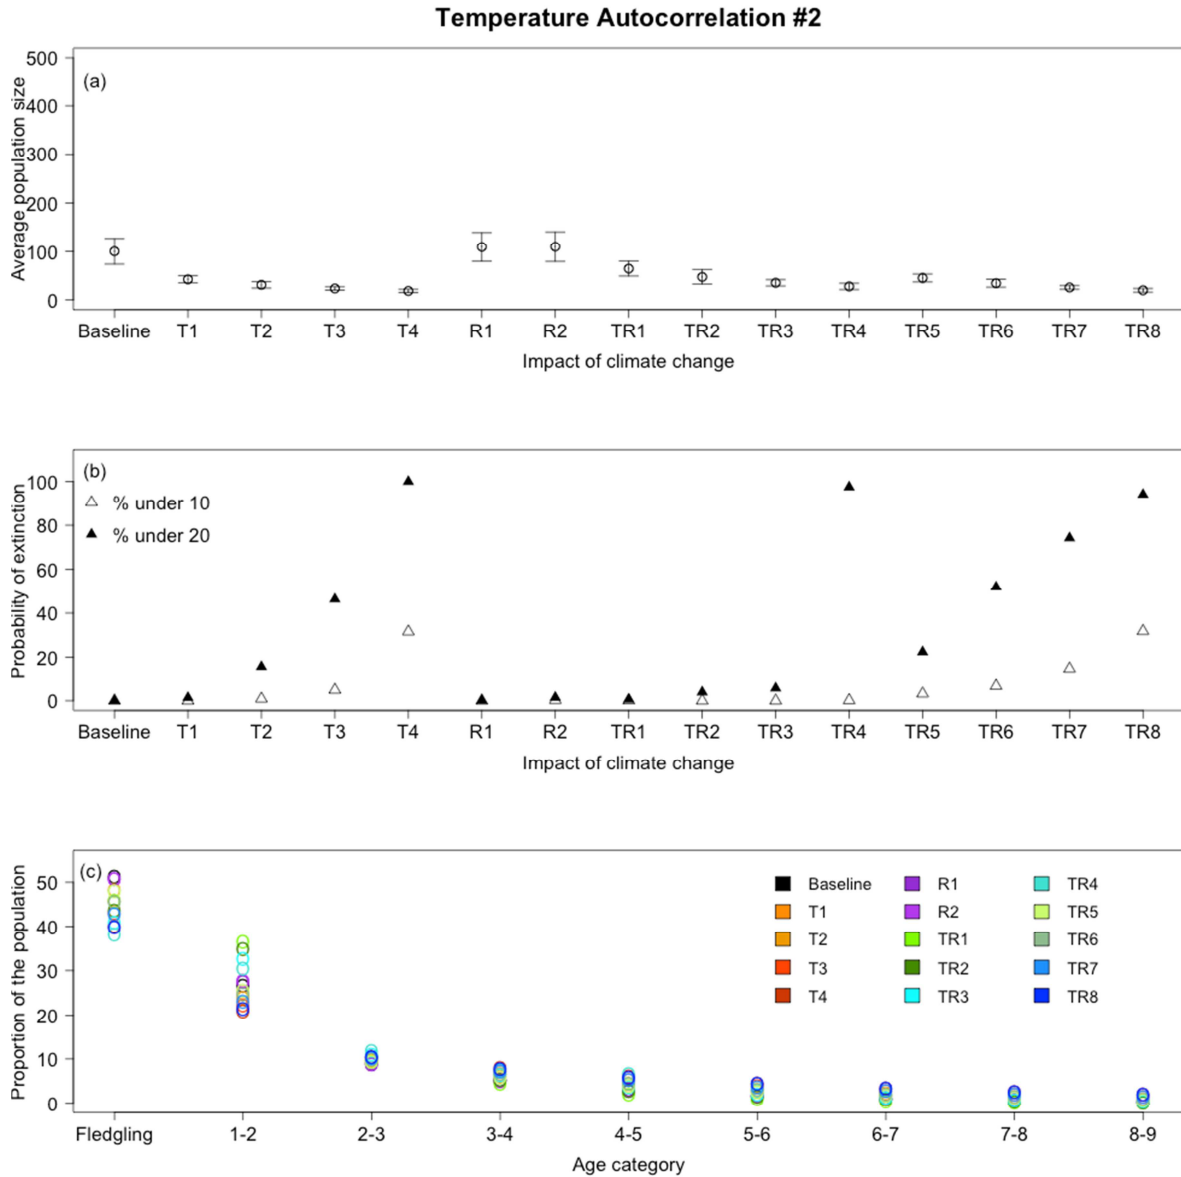 Temperature Autocorrelation #2
(a)
Average population size
500
400
300
200
100
0
Baseline T1 T2 T3 T4 R1 R2 TR1 TR2 TR3 TR4 TR5 TR6 TR7 TR8
Impact of climate change
(b)
Probability of extinction
% under 10
% under 20
100
80
60
40
20
0
Baseline T1 T2 T3 T4 R1 R2 TR1 TR2 TR3 TR4 TR5 TR6 TR7 TR8
Impact of climate change
(c)
Proportion of the population
50
40
30
20
10
0
Baseline R1 TR4
T1 R2 TR5
T2 TR1 TR6
T3 TR2 TR7
T4 TR3 TR8
Fledgling 1-2 2-3 3-4 4-5 5-6 6-7 7-8 8-9
Age category